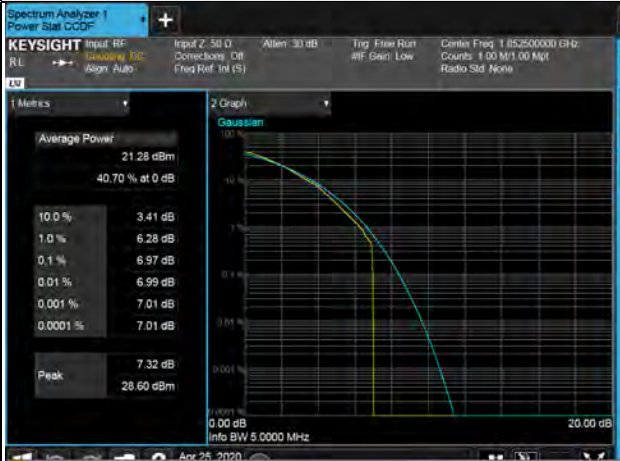 Spectrum Analyzer 1
Power Stat CCDF
KEYSIGHT Input: RF Input Z: 50 Ω Atten: 30 dB Trig: Free Run Center Freq: 1.852500000 GHz
RL Coupling: DC Corrections: Off #IF Gain: Low Counts: 1.00 M/1.00 Mpt
Align: Auto Freq Ref: Int (S) Radio Std: None
1 Metrics
2 Graph
Gaussian
Average Power
21.28 dBm
40.70 % at 0 dB
10.0 % 3.41 dB
1.0 % 6.28 dB
0.1 % 6.97 dB
0.01 % 6.99 dB
0.001 % 7.01 dB
0.0001 % 7.01 dB
Peak 7.32 dB
28.60 dBm
100 %
10 %
1 %
0.1 %
0.01 %
0.001 %
0.0001 %
0.00 dB 20.00 dB
Info BW 5.0000 MHz
Apr 25, 2020